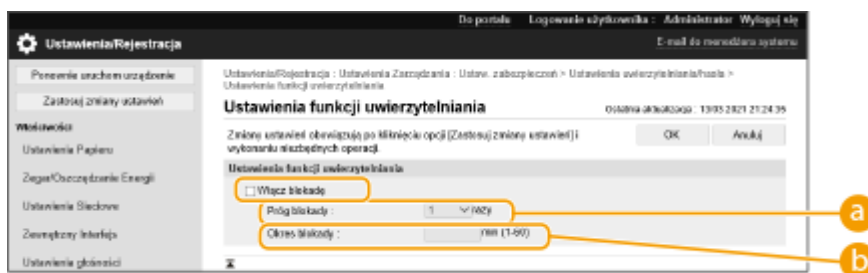 Do portalu Logowanie użytkownika : Administrator Wyloguj się
Ustawienia/Rejestracja
E-mail do menedżera systemu
Ponownie uruchom urządzenie
Zastosuj zmiany ustawień
Właściwości
Ustawienia Papieru
Zegar/Oszczędzanie Energii
Ustawienia Sieciowe
Zewnętrzny Interfejs
Ustawienia głośności
Ustawienia/Rejestracja : Ustawienia Zarządzania : Ustaw. zabezpieczeń > Ustawienia uwierzytelniania/hasła >
Ustawienia funkcji uwierzytelniania
Ustawienia funkcji uwierzytelniania
Ostatnia aktualizacja : 13/03 2021 21:24:35
Zmiany ustawień obowiązują po kliknięciu opcji [Zastosuj zmiany ustawień] i
wykonaniu niezbędnych operacji.
OK Anuluj
Ustawienia funkcji uwierzytelniania
Włącz blokadę
Próg blokady : 1 razy
Okres blokady : min (1-60)
a
b